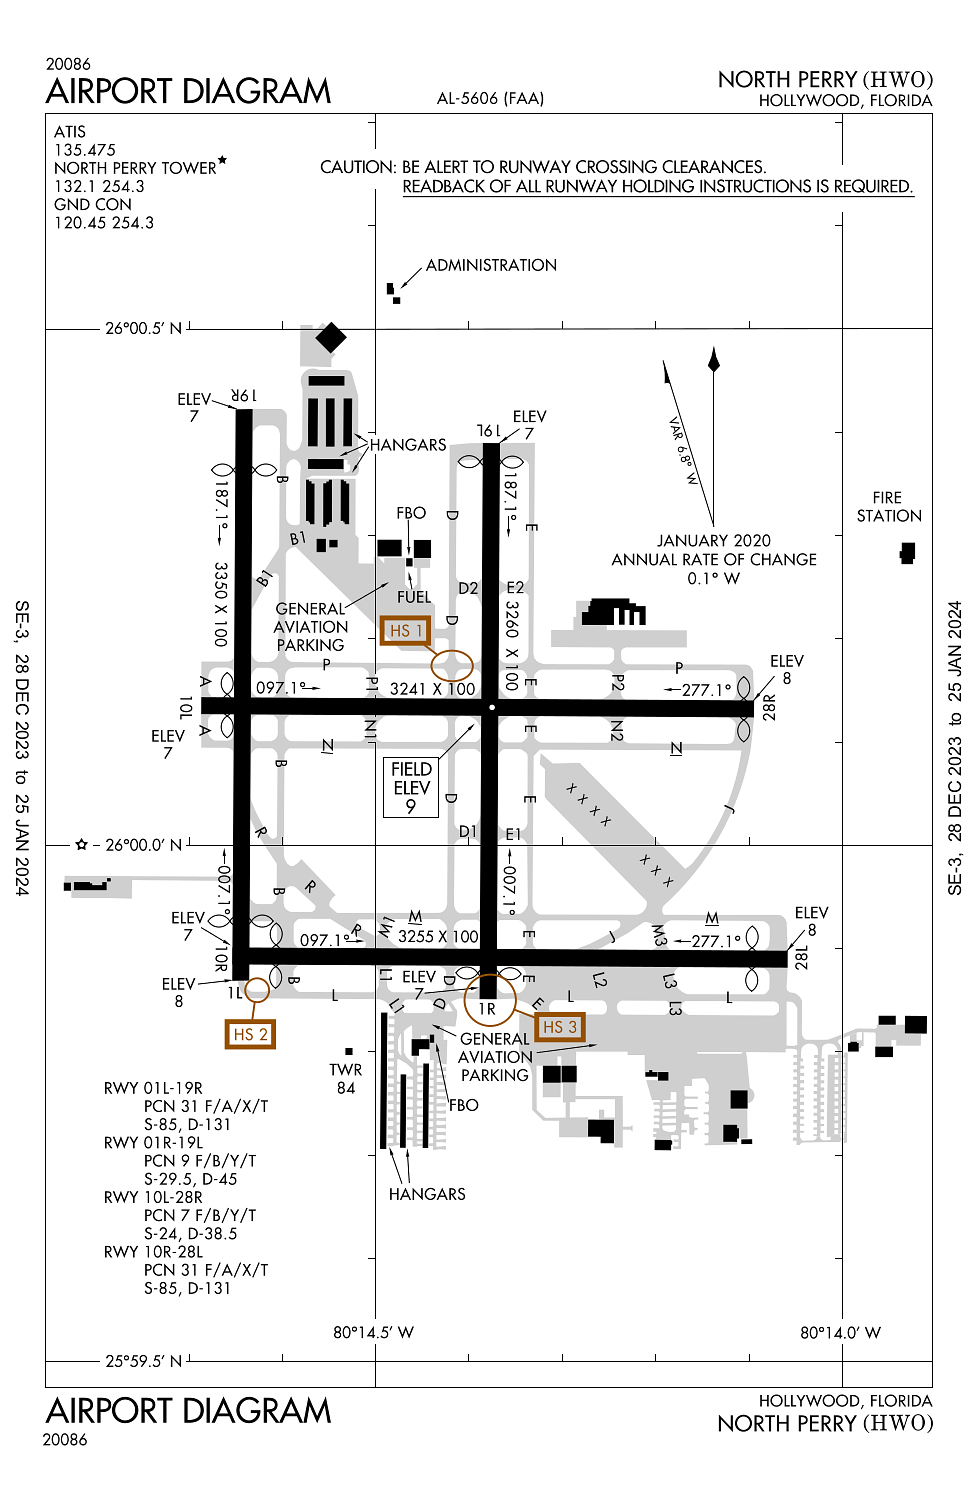 20086
AIRPORT DIAGRAM
AL-5606 (FAA)
NORTH PERRY (HWO)
HOLLYWOOD, FLORIDA
ATIS
135.475
NORTH PERRY TOWER★
132.1 254.3
GND CON
120.45 254.3
CAUTION: BE ALERT TO RUNWAY CROSSING CLEARANCES.
READBACK OF ALL RUNWAY HOLDING INSTRUCTIONS IS REQUIRED.
ADMINISTRATION
26°00.5' N
ELEV
7
19R
HANGARS
19L
ELEV
7
VAR 6.8° W
JANUARY 2020
ANNUAL RATE OF CHANGE
0.1° W
FIRE
STATION
187.1°
3350 X 100
B
B1
B1
FBO
FUEL
GENERAL
AVIATION
PARKING
HS 1
D
D2
D
187.1°
3260 X 100
E
E2
P
P
A
A
097.1°
P1
3241 X 100
E
P2
277.1°
ELEV
8
28R
10L
ELEV
7
N
N1
E
N2
N
FIELD
ELEV
9
B
R
D
D1
E
E1
X X X X
X X X
J
26°00.0' N
007.1°
B
R
007.1°
ELEV
7
10R
097.1°
R
M1
M
3255 X 100
E
J
M3
M
277.1°
ELEV
8
28L
ELEV
8
1L
B
L
L1
L1
ELEV
7
D
D
1R
E
E
L
L2
L3
L3
L
HS 2
HS 3
GENERAL
AVIATION
PARKING
TWR
84
FBO
HANGARS
RWY 01L-19R
PCN 31 F/A/X/T
S-85, D-131
RWY 01R-19L
PCN 9 F/B/Y/T
S-29.5, D-45
RWY 10L-28R
PCN 7 F/B/Y/T
S-24, D-38.5
RWY 10R-28L
PCN 31 F/A/X/T
S-85, D-131
80°14.5' W
80°14.0' W
25°59.5' N
SE-3, 28 DEC 2023 to 25 JAN 2024
SE-3, 28 DEC 2023 to 25 JAN 2024
AIRPORT DIAGRAM
20086
HOLLYWOOD, FLORIDA
NORTH PERRY (HWO)